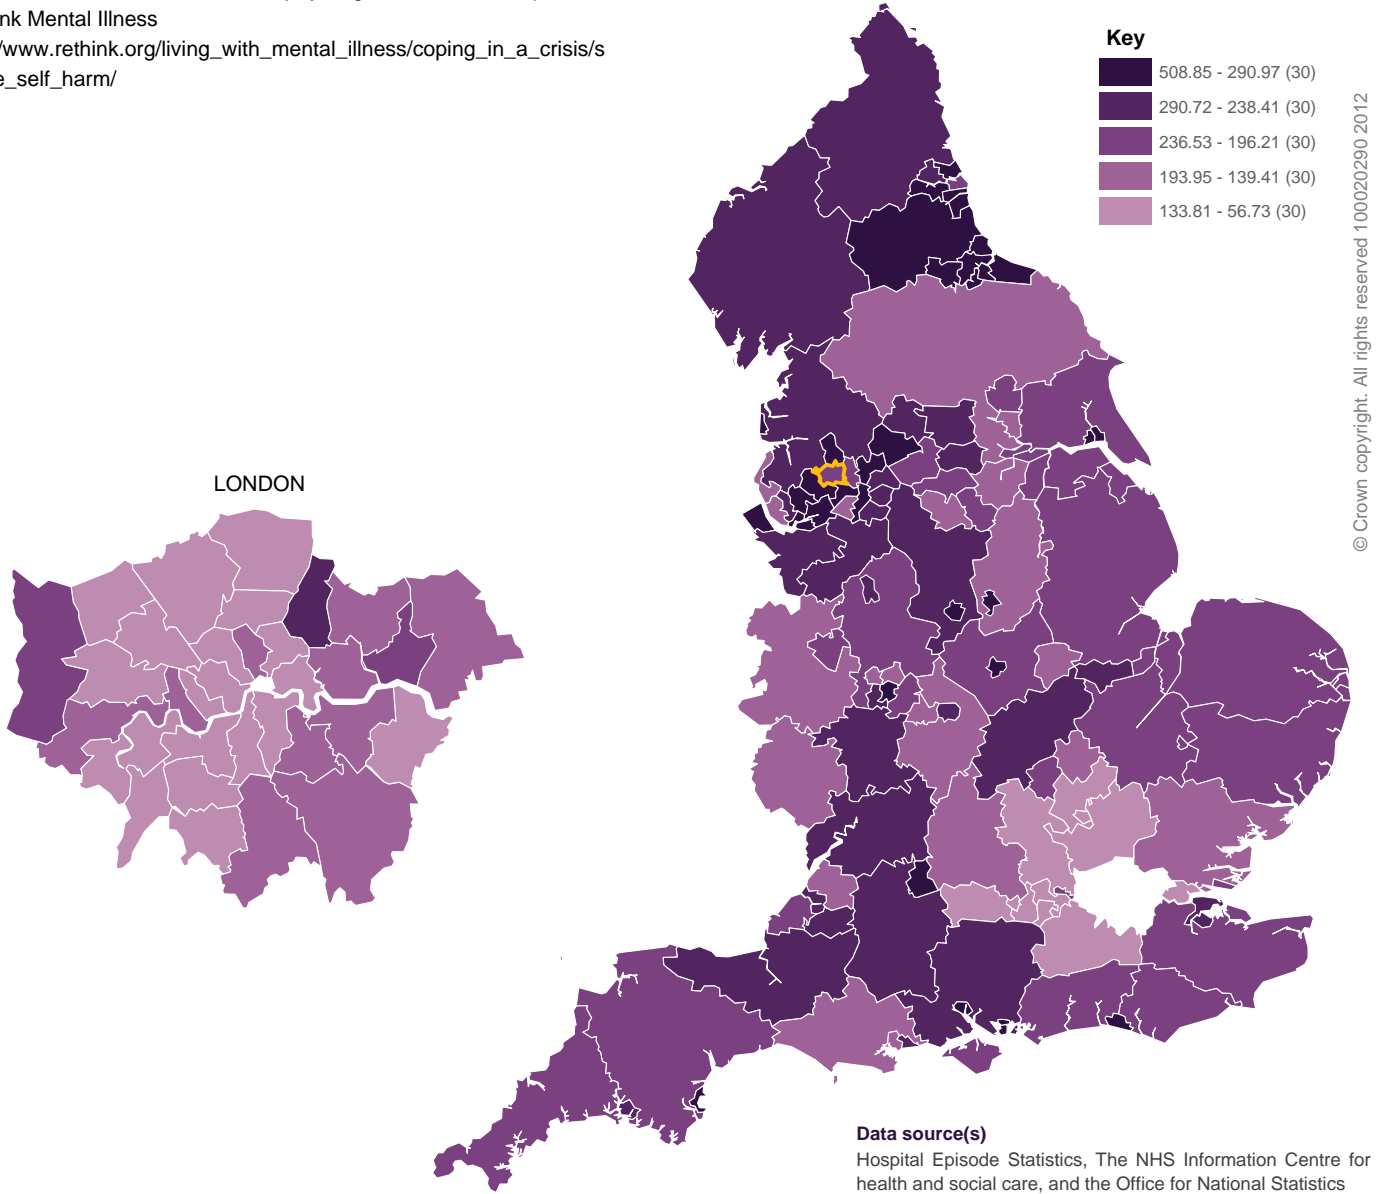 nk Mental Illness
/www.rethink.org/living_with_mental_illness/coping_in_a_crisis/s
e_self_harm/
Key
508.85 - 290.97 (30)
290.72 - 238.41 (30)
236.53 - 196.21 (30)
193.95 - 139.41 (30)
133.81 - 56.73 (30)
© Crown copyright. All rights reserved 100020290 2012
LONDON
Data source(s)
Hospital Episode Statistics, The NHS Information Centre for
health and social care, and the Office for National Statistics